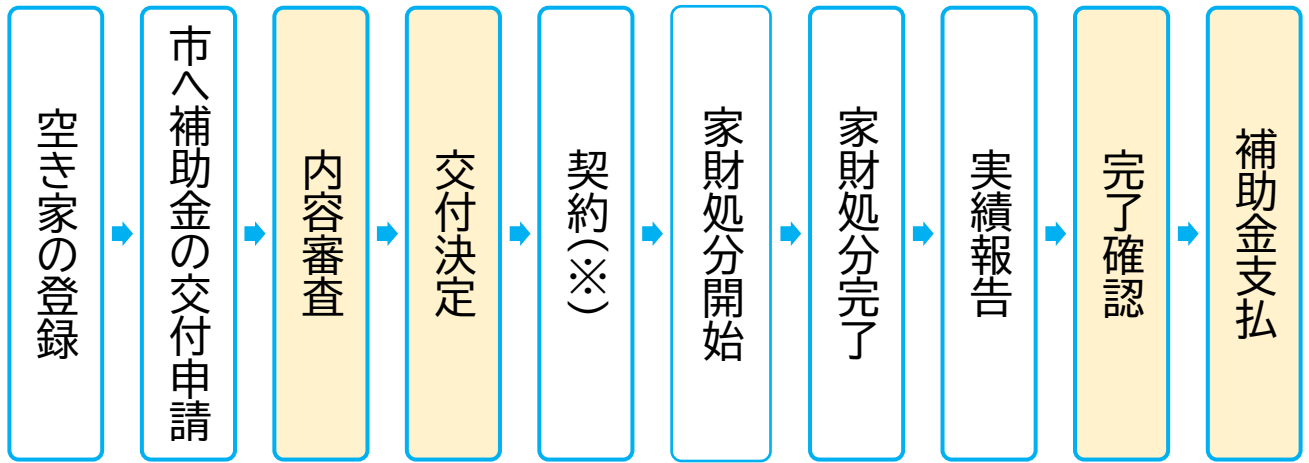 空き家の登録
市へ補助金の交付申請
内容審査
交付決定
契約(※)
家財処分開始
家財処分完了
実績報告
完了確認
補助金支払